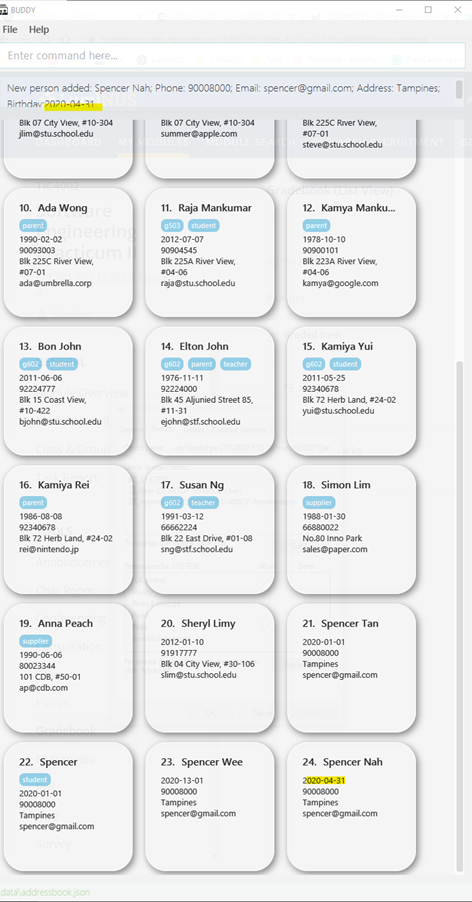 BUDDY
File Help
Enter command here...
New person added: Spencer Nah; Phone: 90008000; Email: spencer@gmail.com; Address: Tampines;
Birthday:2020-04-31
Blk 07 City View, #10-304
jlim@stu.school.edu
Blk 07 City View, #10-304
summer@apple.com
Blk 225C River View,
#07-01
steve@stu.school.edu
10. Ada Wong
parent
1990-02-02
90093003
Blk 225C River View,
#07-01
ada@umbrella.corp
11. Raja Mankumar
g503 student
2012-07-07
90904545
Blk 225A River View,
#04-06
raja@stu.school.edu
12. Kamya Manku...
parent
1978-10-10
90900101
Blk 223A River View,
#04-06
kamya@google.com
13. Bon John
g602 student
2011-06-06
92224777
Blk 15 Coast View,
#10-422
bjohn@stu.school.edu
14. Elton John
g602 parent teacher
1976-11-11
92224000
Blk 45 Aljunied Street 85,
#11-31
ejohn@stf.school.edu
15. Kamiya Yui
g602 student
2011-05-25
92340678
Blk 72 Herb Land, #24-02
yui@stu.school.edu
16. Kamiya Rei
parent
1986-08-08
92340678
Blk 72 Herb Land, #24-02
rei@nintendo.jp
17. Susan Ng
g602 teacher
1991-03-12
66662224
Blk 22 East Drive, #01-08
sng@stf.school.edu
18. Simon Lim
supplier
1988-01-30
66880022
No.80 Inno Park
sales@paper.com
19. Anna Peach
supplier
1990-06-06
80023344
101 CDB, #50-01
ap@cdb.com
20. Sheryl Limy
2012-01-10
91917777
Blk 04 City View, #30-106
slim@stu.school.edu
21. Spencer Tan
2020-01-01
90008000
Tampines
spencer@gmail.com
22. Spencer
student
2020-01-01
90008000
Tampines
spencer@gmail.com
23. Spencer Wee
2020-13-01
90008000
Tampines
spencer@gmail.com
24. Spencer Nah
2020-04-31
90008000
Tampines
spencer@gmail.com
data\addressbook.json